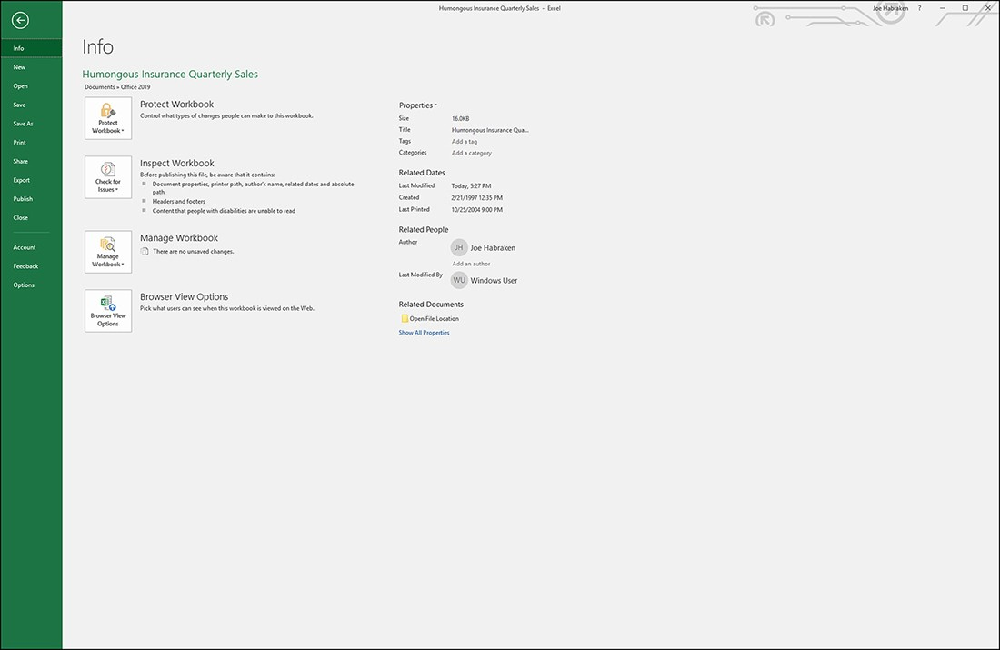 Humongous Insurance Quarterly Sales - Excel
Joe Habraken ?
Info
New
Open
Save
Save As
Print
Share
Export
Publish
Close
Account
Feedback
Options
Info
Humongous Insurance Quarterly Sales
Documents » Office 2019
Protect
Workbook
Protect Workbook
Control what types of changes people can make to this workbook.
Check for
Issues
Inspect Workbook
Before publishing this file, be aware that it contains:
Document properties, printer path, author's name, related dates and absolute
path
Headers and footers
Content that people with disabilities are unable to read
Manage
Workbook
Manage Workbook
There are no unsaved changes.
Browser View
Options
Browser View Options
Pick what users can see when this workbook is viewed on the Web.
Properties
Size 16.0KB
Title Humongous Insurance Qua...
Tags Add a tag
Categories Add a category
Related Dates
Last Modified Today, 5:27 PM
Created 2/21/1997 12:35 PM
Last Printed 10/25/2004 9:00 PM
Related People
Author JH Joe Habraken
Add an author
Last Modified By WU Windows User
Related Documents
Open File Location
Show All Properties